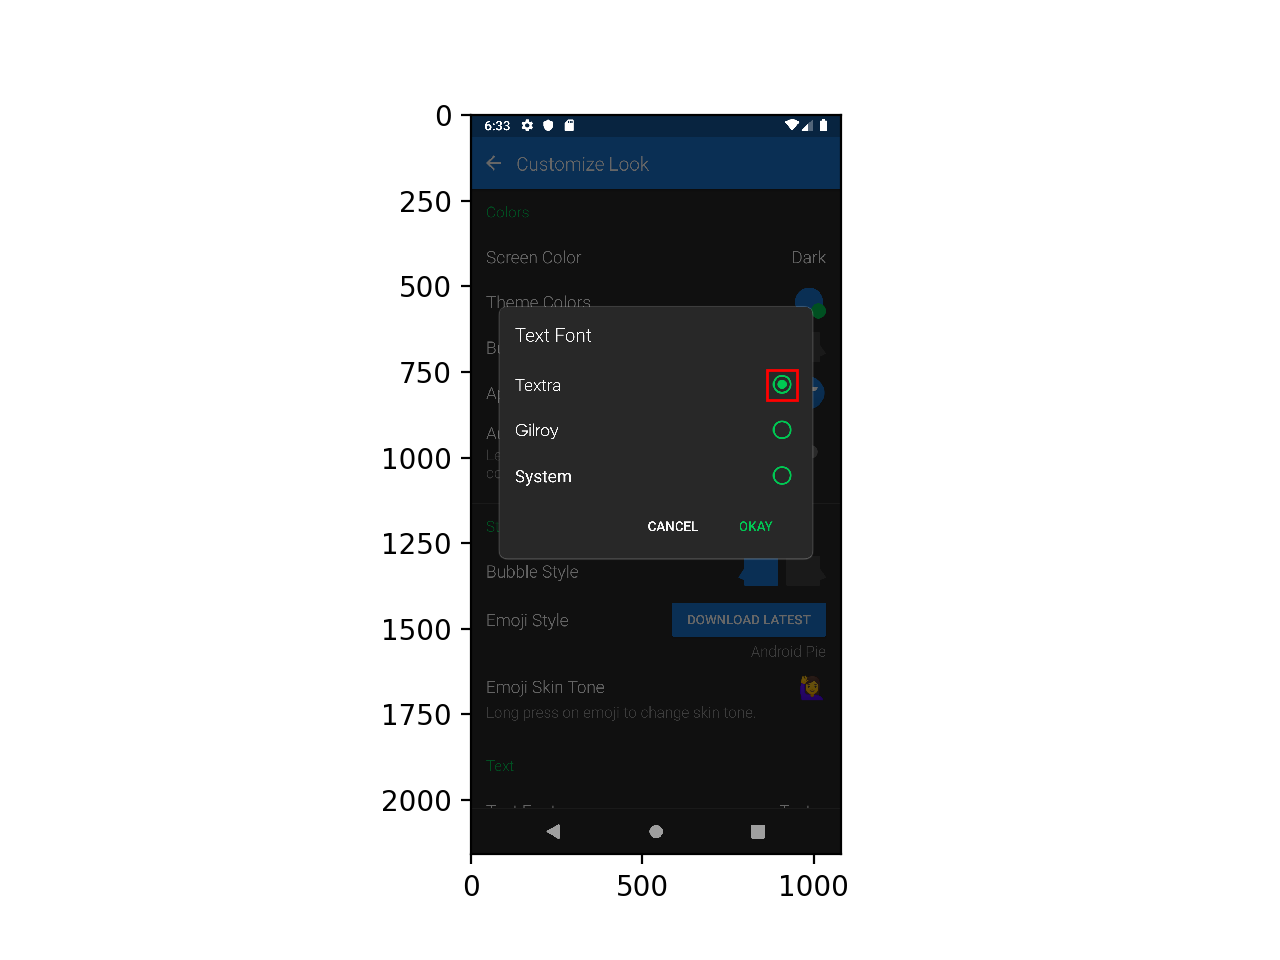 0
250
500
750
1000
1250
1500
1750
2000
0
500
1000
6:33
Customize Look
Colors
Screen Color
Dark
Theme Colors
Text Font
Textra
Gilroy
System
CANCEL
OKAY
Bubble Style
Emoji Style
DOWNLOAD LATEST
Android Pie
Emoji Skin Tone
Long press on emoji to change skin tone.
Text